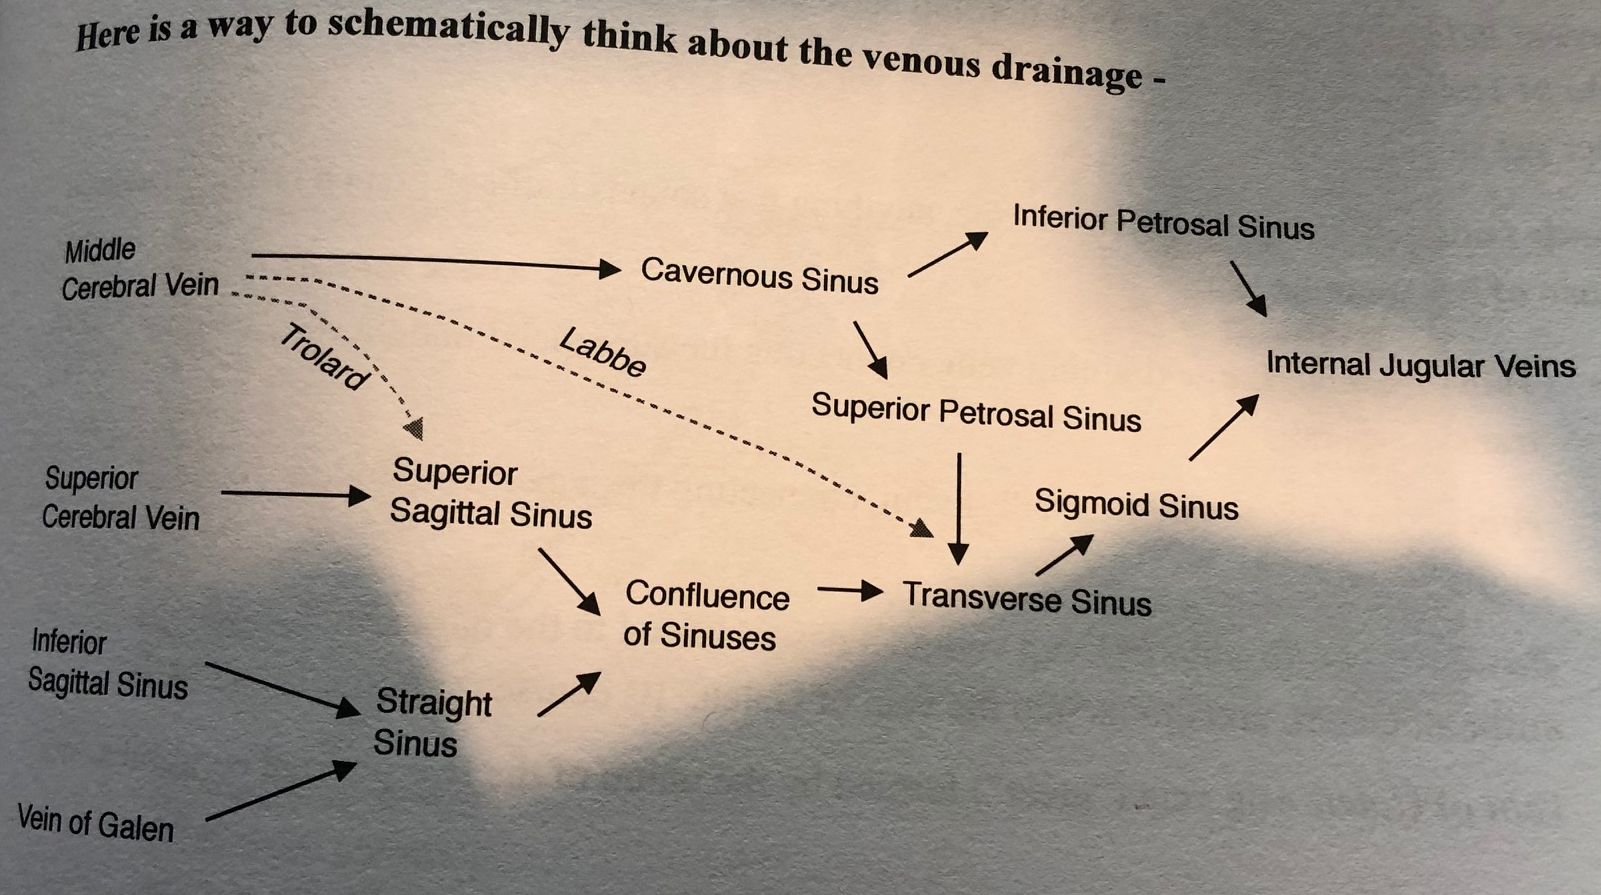 Here is a way to schematically think about the venous drainage -
Inferior Petrosal Sinus
Middle
Cerebral Vein
Cavernous Sinus
Trolard
Labbe
Internal Jugular Veins
Superior Petrosal Sinus
Superior
Cerebral Vein
Superior
Sagittal Sinus
Sigmoid Sinus
Confluence
of Sinuses
Transverse Sinus
Inferior
Sagittal Sinus
Straight
Sinus
Vein of Galen